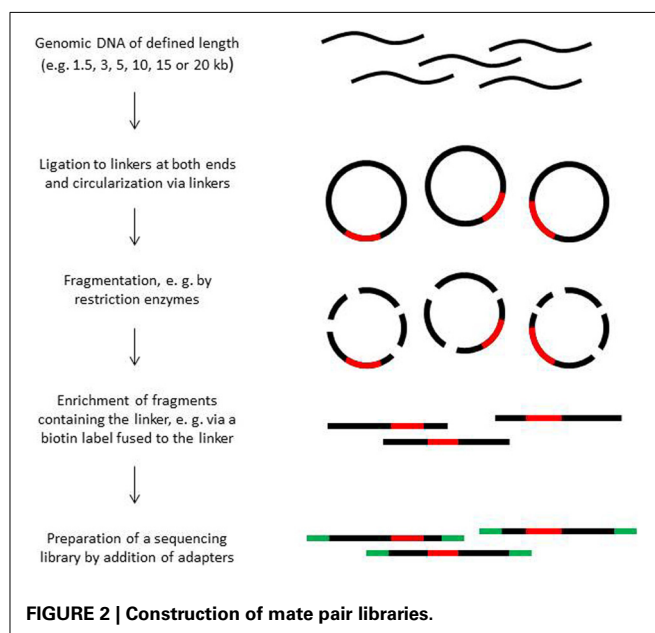 Genomic DNA of defined length
(e.g. 1.5, 3, 5, 10, 15 or 20 kb)
Ligation to linkers at both ends
and circularization via linkers
Fragmentation, e. g. by
restriction enzymes
Enrichment of fragments
containing the linker, e. g. via a
biotin label fused to the linker
Preparation of a sequencing
library by addition of adapters
FIGURE 2 | Construction of mate pair libraries.